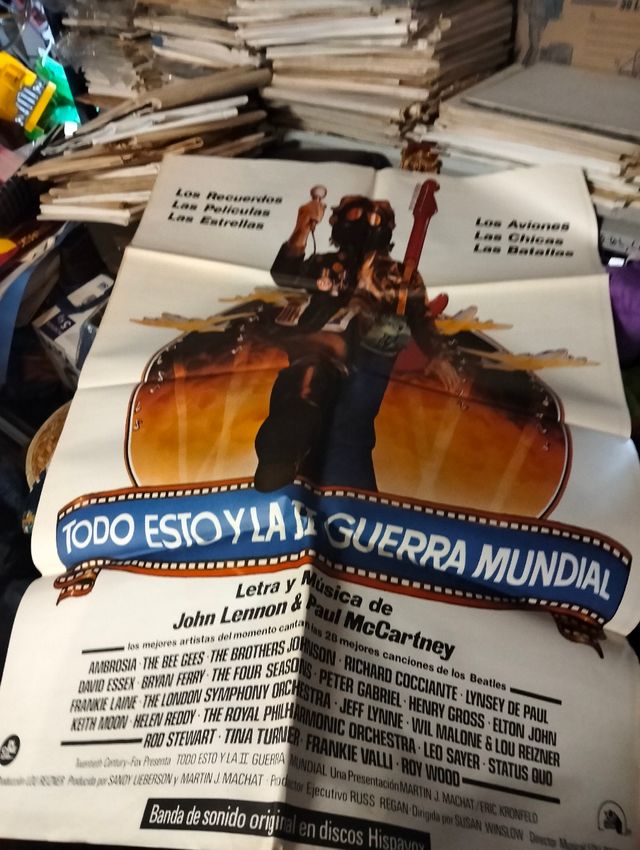 Los Recuerdos
Las Películas
Las Estrellas
Los Aviones
Las Chicas
Las Batallas
TODO ESTO Y LA II GUERRA MUNDIAL
Letra y Música de
John Lennon & Paul McCartney
los mejores artistas del momento cantan las 28 mejores canciones de los Beatles
AMBROSIA · THE BEE GEES · THE BROTHERS JOHNSON · RICHARD COCCIANTE · LYNSEY DE PAUL
DAVID ESSEX · BRYAN FERRY · THE FOUR SEASONS · PETER GABRIEL · HENRY GROSS · ELTON JOHN
FRANKIE LAINE · THE LONDON SYMPHONY ORCHESTRA · JEFF LYNNE · WIL MALONE & LOU REIZNER
KEITH MOON · HELEN REDDY · THE ROYAL PHILHARMONIC ORCHESTRA · LEO SAYER · STATUS QUO
ROD STEWART · TINA TURNER · FRANKIE VALLI · ROY WOOD
Twentieth Century-Fox Presenta TODO ESTO Y LA II GUERRA MUNDIAL Una Presentación MARTIN J. MACHAT/ERIC KRONFELD
Producción LOU REIZNER Producida por SANDY LIEBERSON y MARTIN J. MACHAT · Productor Ejecutivo RUSS REGAN · Dirigida por SUSAN WINSLOW Director Musical
Banda de sonido original en discos Hispavox